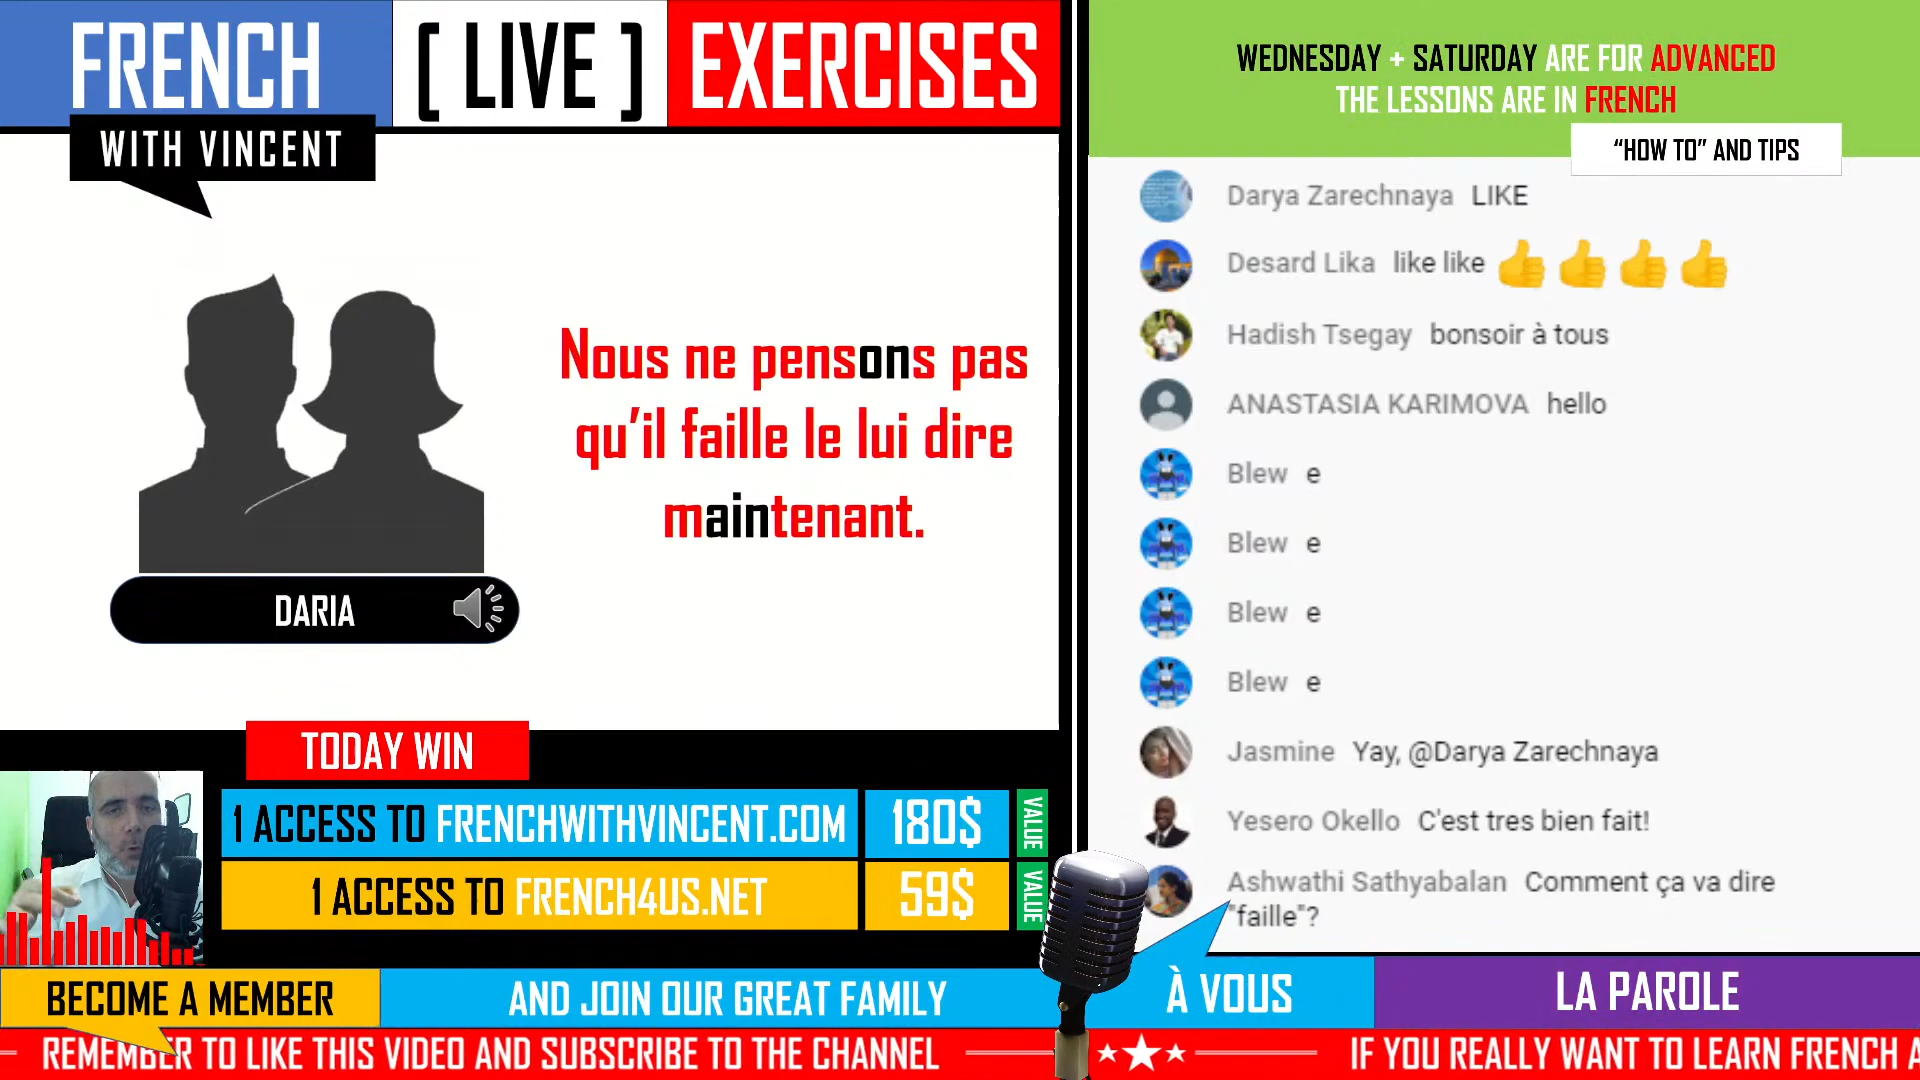 FRENCH [ LIVE ] EXERCISES
WITH VINCENT
Nous ne pensons pas
qu'il faille le lui dire
maintenant.
DARIA
TODAY WIN
1 ACCESS TO FRENCHWITHVINCENT.COM 180$ VALUE
1 ACCESS TO FRENCH4US.NET 59$ VALUE
WEDNESDAY + SATURDAY ARE FOR ADVANCED
THE LESSONS ARE IN FRENCH
“HOW TO” AND TIPS
Darya Zarechnaya LIKE
Desard Lika like like 👍👍👍👍
Hadish Tsegay bonsoir à tous
ANASTASIA KARIMOVA hello
Blew e
Blew e
Blew e
Blew e
Jasmine Yay, @Darya Zarechnaya
Yesero Okello C'est tres bien fait!
Ashwathi Sathyabalan Comment ça va dire
"faille"?
BECOME A MEMBER AND JOIN OUR GREAT FAMILY
À VOUS LA PAROLE
REMEMBER TO LIKE THIS VIDEO AND SUBSCRIBE TO THE CHANNEL IF YOU REALLY WANT TO LEARN FRENCH A